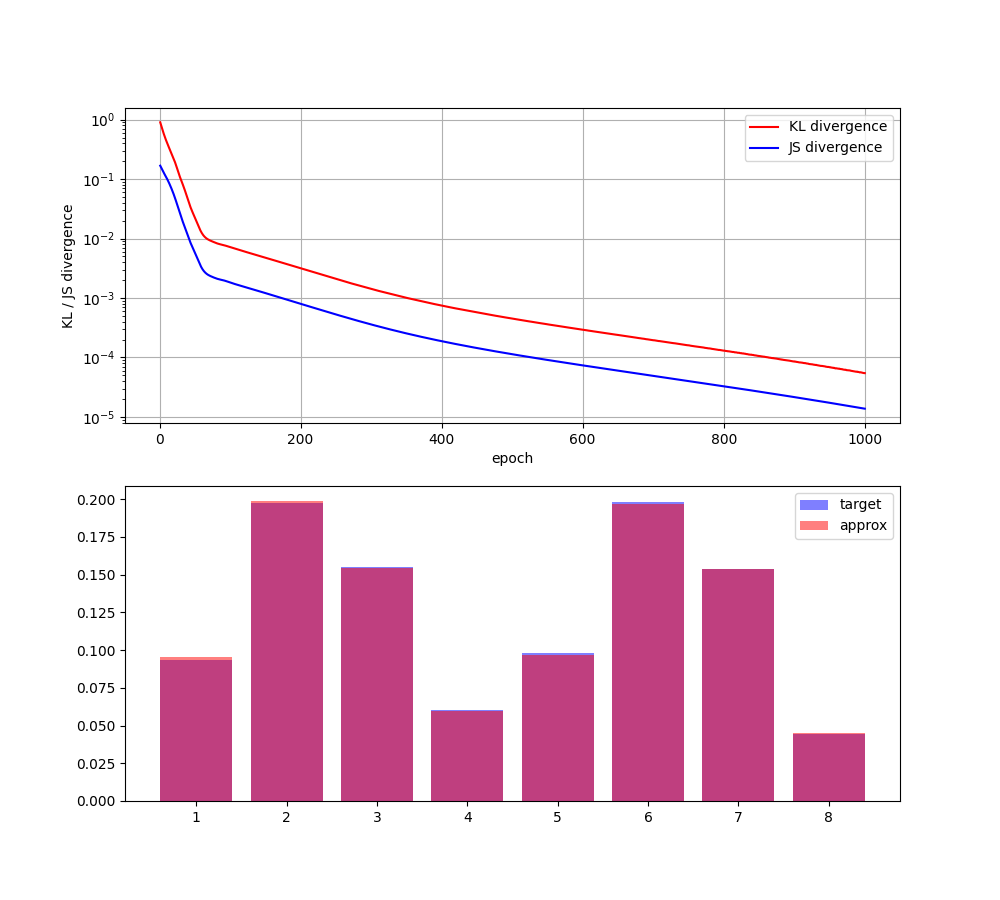 10⁰
10⁻¹
10⁻²
10⁻³
10⁻⁴
10⁻⁵
KL / JS divergence
KL divergence
JS divergence
0 200 400 600 800 1000
epoch
0.200
0.175
0.150
0.125
0.100
0.075
0.050
0.025
0.000
target
approx
1 2 3 4 5 6 7 8